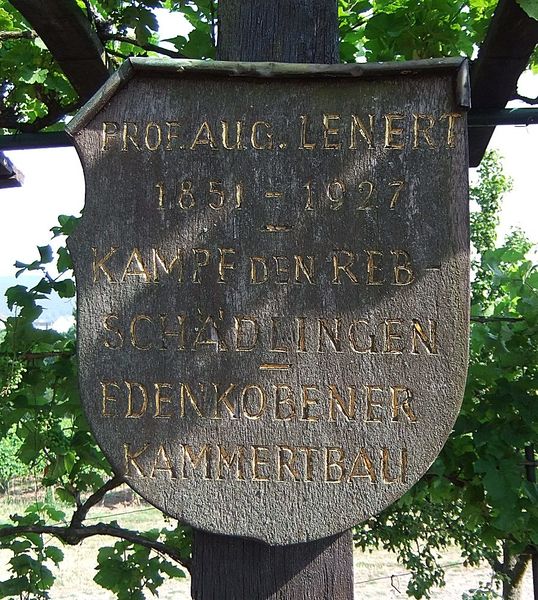 PROF. AUG. LENERT
1851 - 1927
—
KAMPF DEN REB-
SCHÄDLINGEN
—
EDENKOBENER
KAMMERTBAU